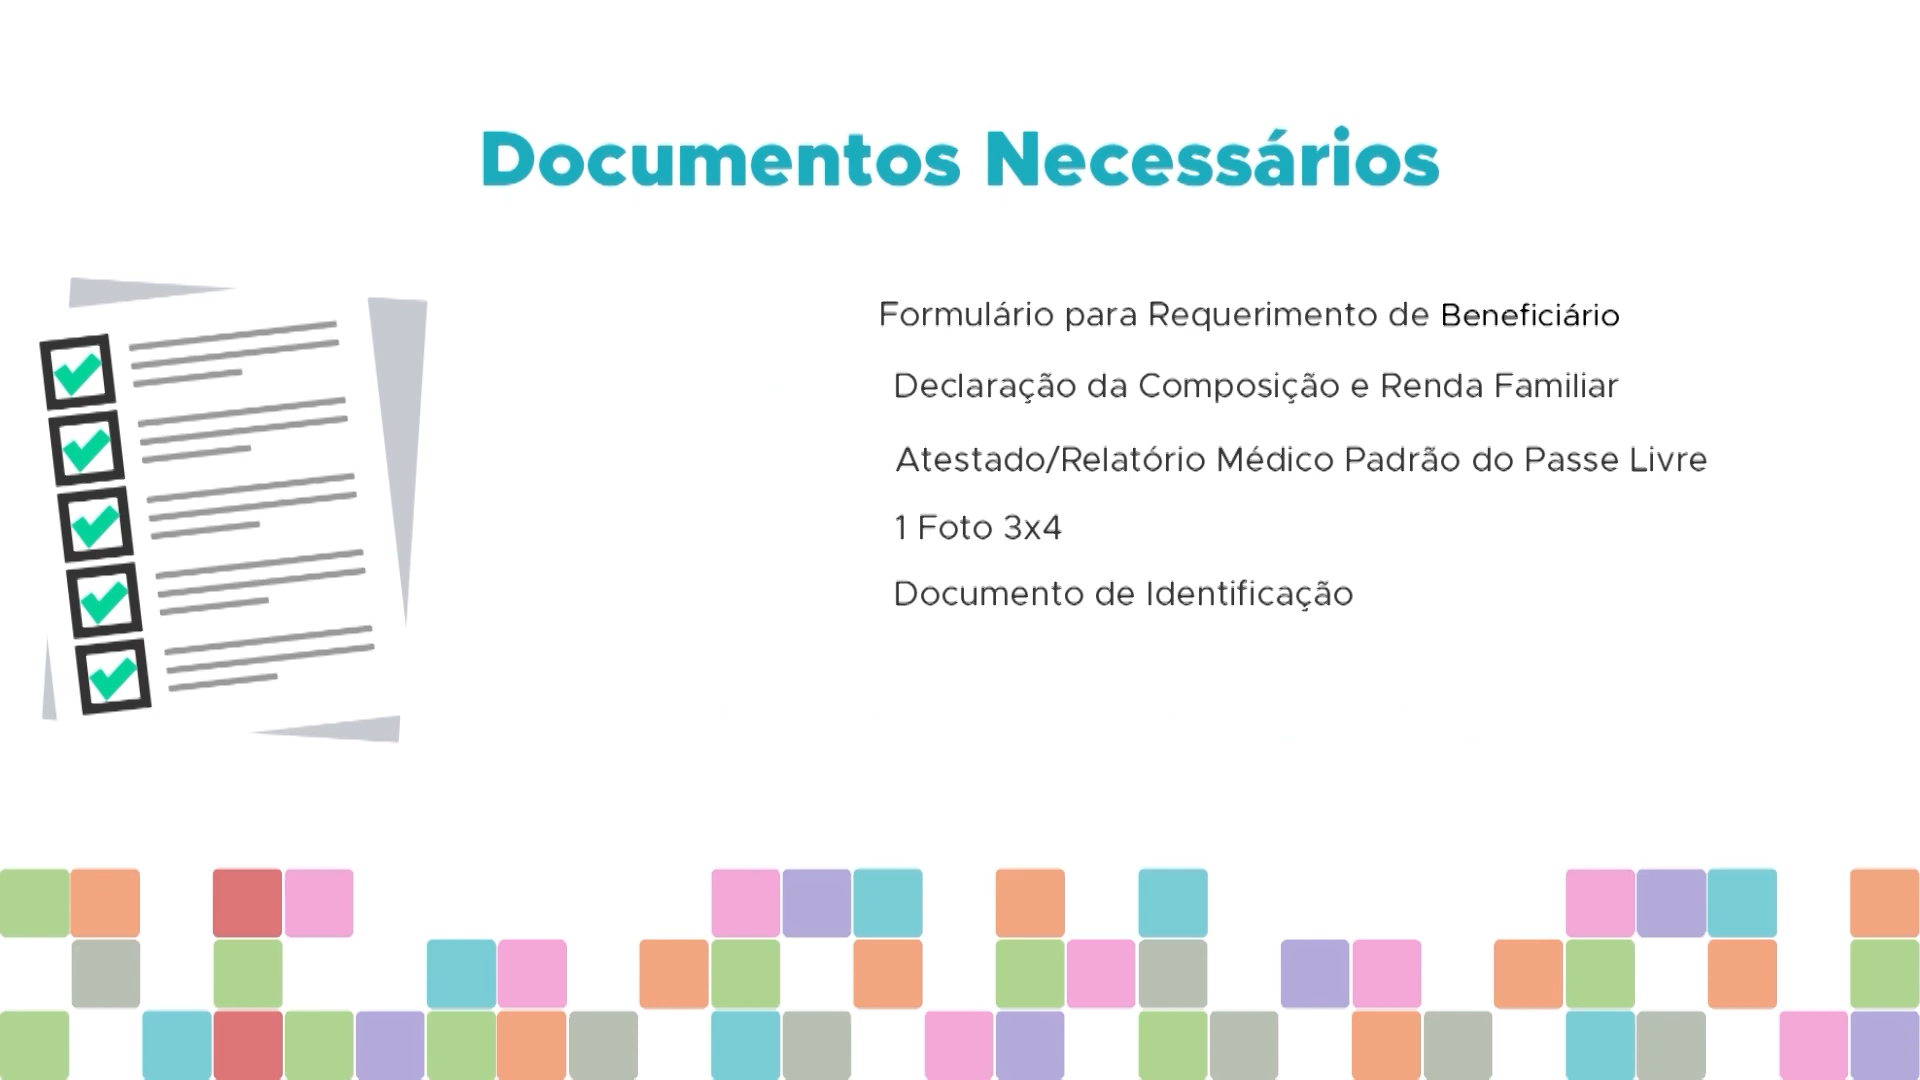 Documentos Necessários
Formulário para Requerimento de Beneficiário
Declaração da Composição e Renda Familiar
Atestado/Relatório Médico Padrão do Passe Livre
1 Foto 3x4
Documento de Identificação